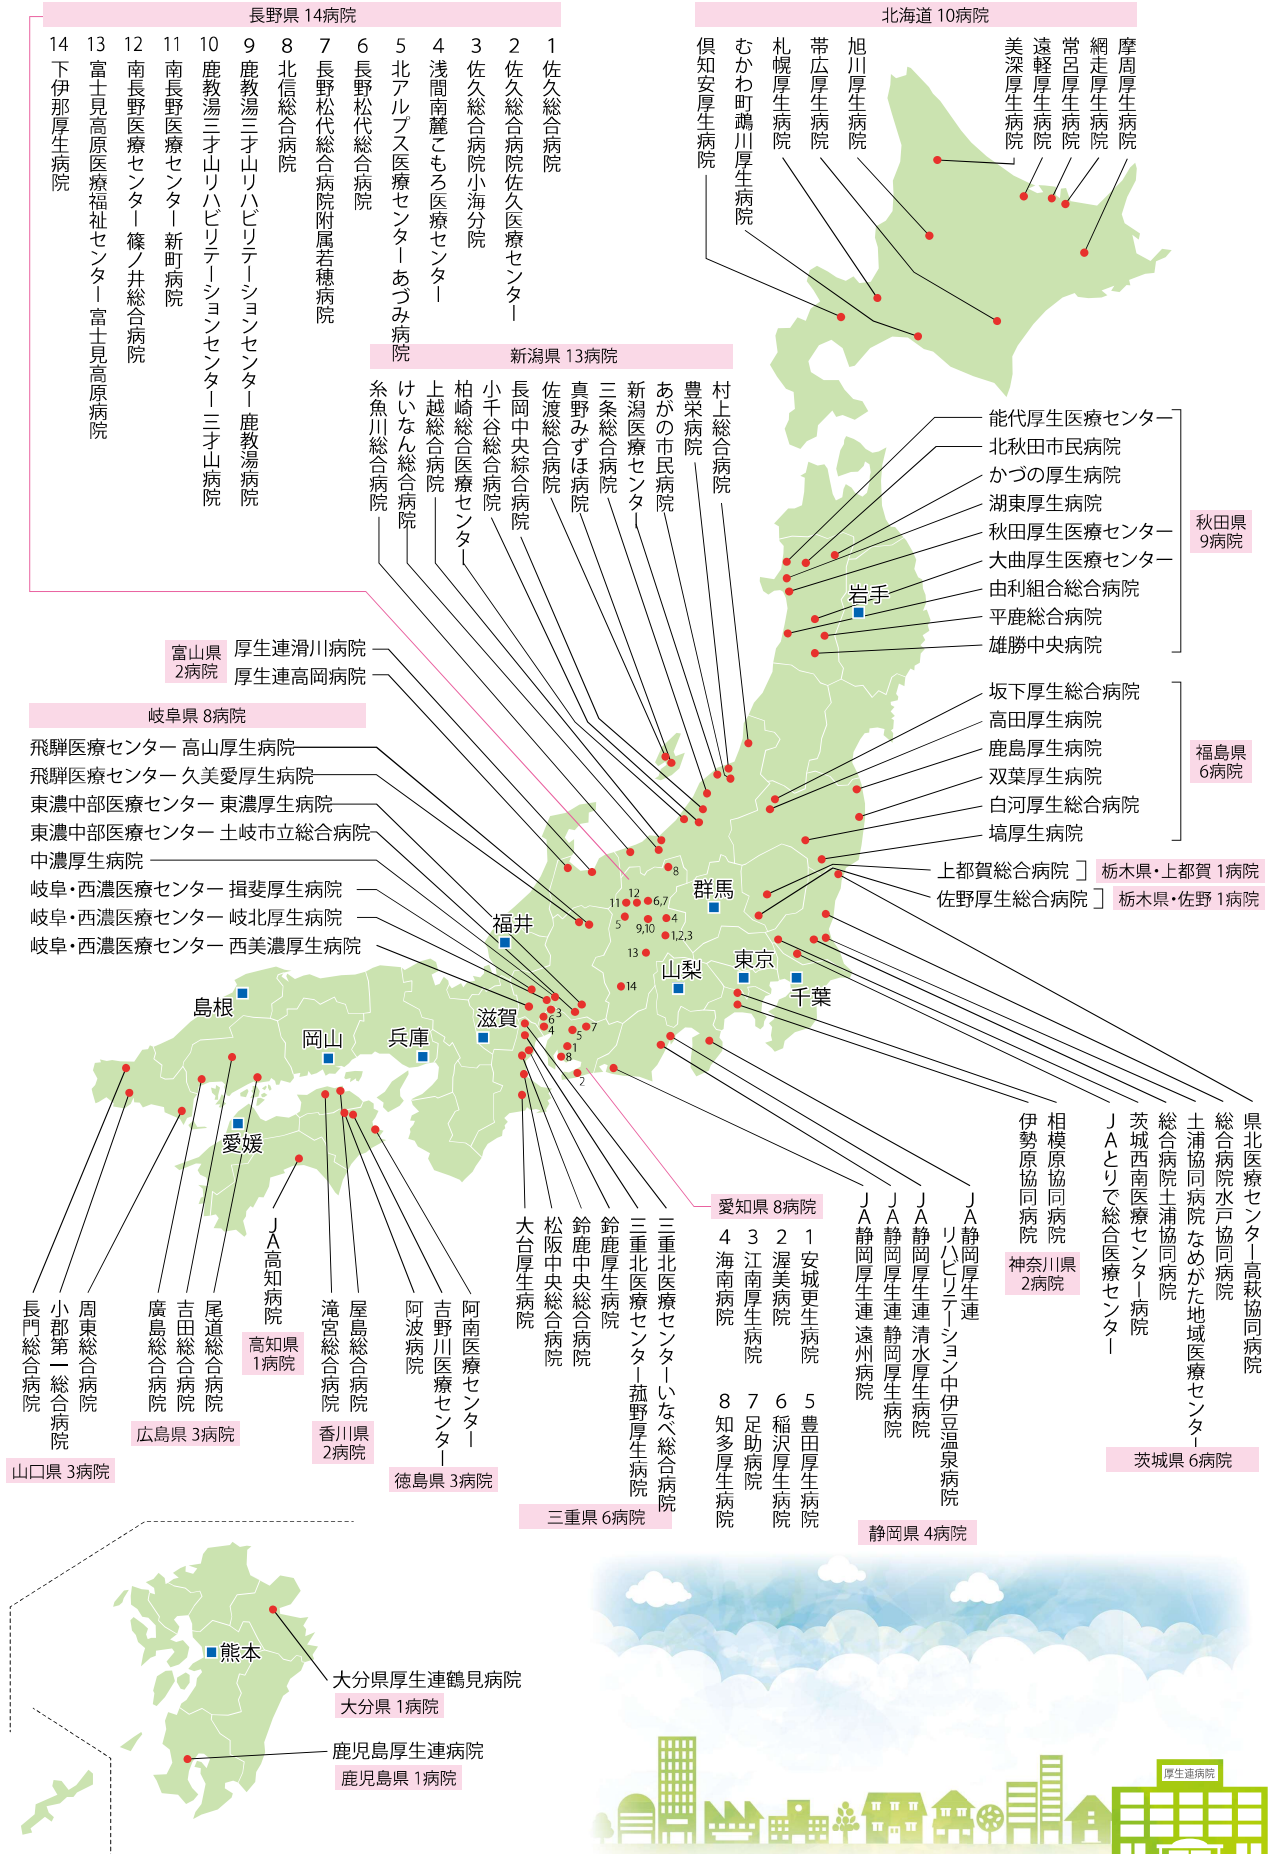 長野県 14病院
1 佐久総合病院
2 佐久総合病院佐久医療センター
3 佐久総合病院小海分院
4 浅間南麓こもろ医療センター
5 北アルプス医療センター あづみ病院
6 長野松代総合病院
7 長野松代総合病院附属若穂病院
8 北信総合病院
9 鹿教湯三才山リハビリテーションセンター 鹿教湯病院
10 鹿教湯三才山リハビリテーションセンター 三才山病院
11 南長野医療センター 新町病院
12 南長野医療センター 篠ノ井総合病院
13 富士見高原医療福祉センター 富士見高原病院
14 下伊那厚生病院
北海道 10病院
摩周厚生病院
網走厚生病院
常呂厚生病院
遠軽厚生病院
美深厚生病院
旭川厚生病院
帯広厚生病院
札幌厚生病院
むかわ町鵡川厚生病院
倶知安厚生病院
新潟県 13病院
村上総合病院
豊栄病院
あがの市民病院
新潟医療センター
三条総合病院
真野みずほ病院
佐渡総合病院
長岡中央綜合病院
小千谷総合病院
柏崎総合医療センター
上越総合病院
けいなん総合病院
糸魚川総合病院
能代厚生医療センター
北秋田市民病院
かづの厚生病院
湖東厚生病院
秋田厚生医療センター
大曲厚生医療センター
由利組合総合病院
平鹿総合病院
雄勝中央病院
秋田県
9病院
岩手
富山県
2病院
厚生連滑川病院
厚生連高岡病院
坂下厚生総合病院
高田厚生病院
鹿島厚生病院
双葉厚生病院
白河厚生総合病院
塙厚生病院
福島県
6病院
上都賀総合病院
栃木県・上都賀 1病院
佐野厚生総合病院
栃木県・佐野 1病院
岐阜県 8病院
飛騨医療センター 高山厚生病院
飛騨医療センター 久美愛厚生病院
東濃中部医療センター 東濃厚生病院
東濃中部医療センター 土岐市立総合病院
中濃厚生病院
岐阜・西濃医療センター 揖斐厚生病院
岐阜・西濃医療センター 岐北厚生病院
岐阜・西濃医療センター 西美濃厚生病院
8
12
11
6,7
5
9,10
4
1,2,3
13
14
群馬
福井
山梨
東京
千葉
島根
岡山
兵庫
滋賀
愛媛
3
6
4
5
7
1
8
2
県北医療センター高萩協同病院
総合病院水戸協同病院
土浦協同病院 なめがた地域医療センター
総合病院土浦協同病院
茨城西南医療センター病院
JAとりで総合医療センター
茨城県 6病院
相模原協同病院
伊勢原協同病院
神奈川県
2病院
JA静岡厚生連
リハビリテーション中伊豆温泉病院
JA静岡厚生連 清水厚生病院
JA静岡厚生連 静岡厚生病院
JA静岡厚生連 遠州病院
静岡県 4病院
愛知県 8病院
1 安城更生病院
2 渥美病院
3 江南厚生病院
4 海南病院
5 豊田厚生病院
6 稲沢厚生病院
7 足助病院
8 知多厚生病院
三重北医療センターいなべ総合病院
三重北医療センター菰野厚生病院
鈴鹿厚生病院
鈴鹿中央総合病院
松阪中央総合病院
大台厚生病院
三重県 6病院
阿南医療センター
吉野川医療センター
阿波病院
徳島県 3病院
屋島総合病院
滝宮総合病院
香川県
2病院
JA高知病院
高知県
1病院
尾道総合病院
吉田総合病院
廣島総合病院
広島県 3病院
周東総合病院
小郡第一総合病院
長門総合病院
山口県 3病院
熊本
大分県厚生連鶴見病院
大分県 1病院
鹿児島厚生連病院
鹿児島県 1病院
厚生連病院